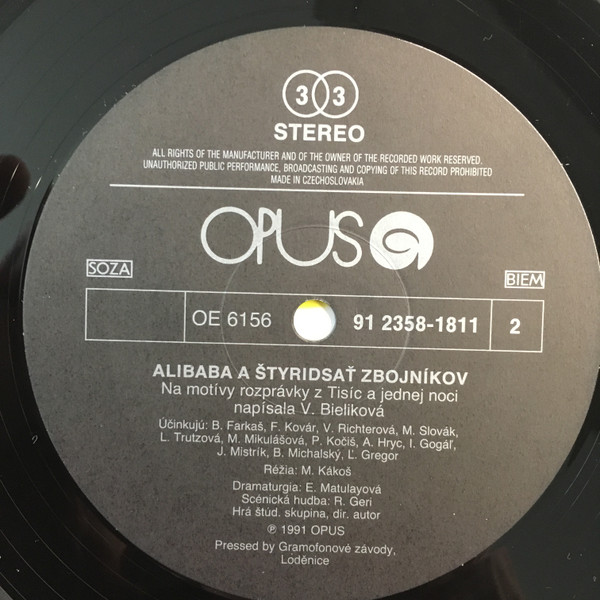 33
STEREO
ALL RIGHTS OF THE MANUFACTURER AND OF THE OWNER OF THE RECORDED WORK RESERVED.
UNAUTHORIZED PUBLIC PERFORMANCE, BROADCASTING AND COPYING OF THIS RECORD PROHIBITED
MADE IN CZECHOSLOVAKIA
OPUS
SOZA
BIEM
OE 6156 91 2358-1811 2
ALIBABA A ŠTYRIDSAŤ ZBOJNÍKOV
Na motívy rozprávky z Tisíc a jednej noci
napísala V. Bieliková
Účinkujú: B. Farkaš, F. Kovár, V. Richterová, M. Slovák,
L. Trutzová, M. Mikulášová, P. Kočiš, A. Hryc, I. Gogáľ,
J. Mistrík, B. Michalský, Ľ. Gregor
Réžia: M. Kákoš
Dramaturgia: E. Matulayová
Scénická hudba: R. Geri
Hrá štúd. skupina, dir. autor
℗ 1991 OPUS
Pressed by Gramofonové závody,
Loděnice